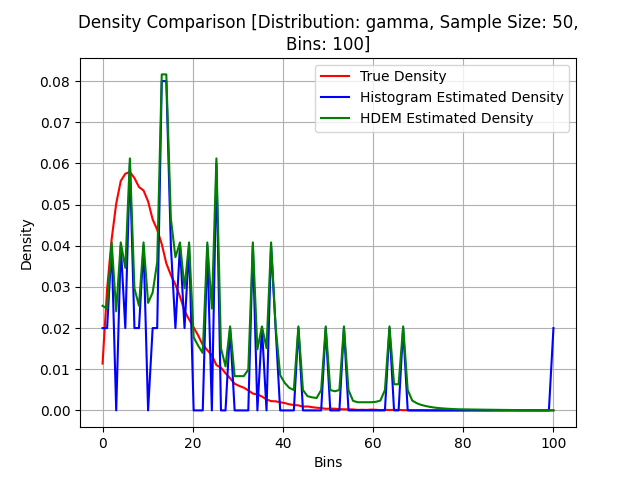 Density Comparison [Distribution: gamma, Sample Size: 50,
Bins: 100]
True Density
Histogram Estimated Density
HDEM Estimated Density
Density
0.08
0.07
0.06
0.05
0.04
0.03
0.02
0.01
0.00
0 20 40 60 80 100
Bins